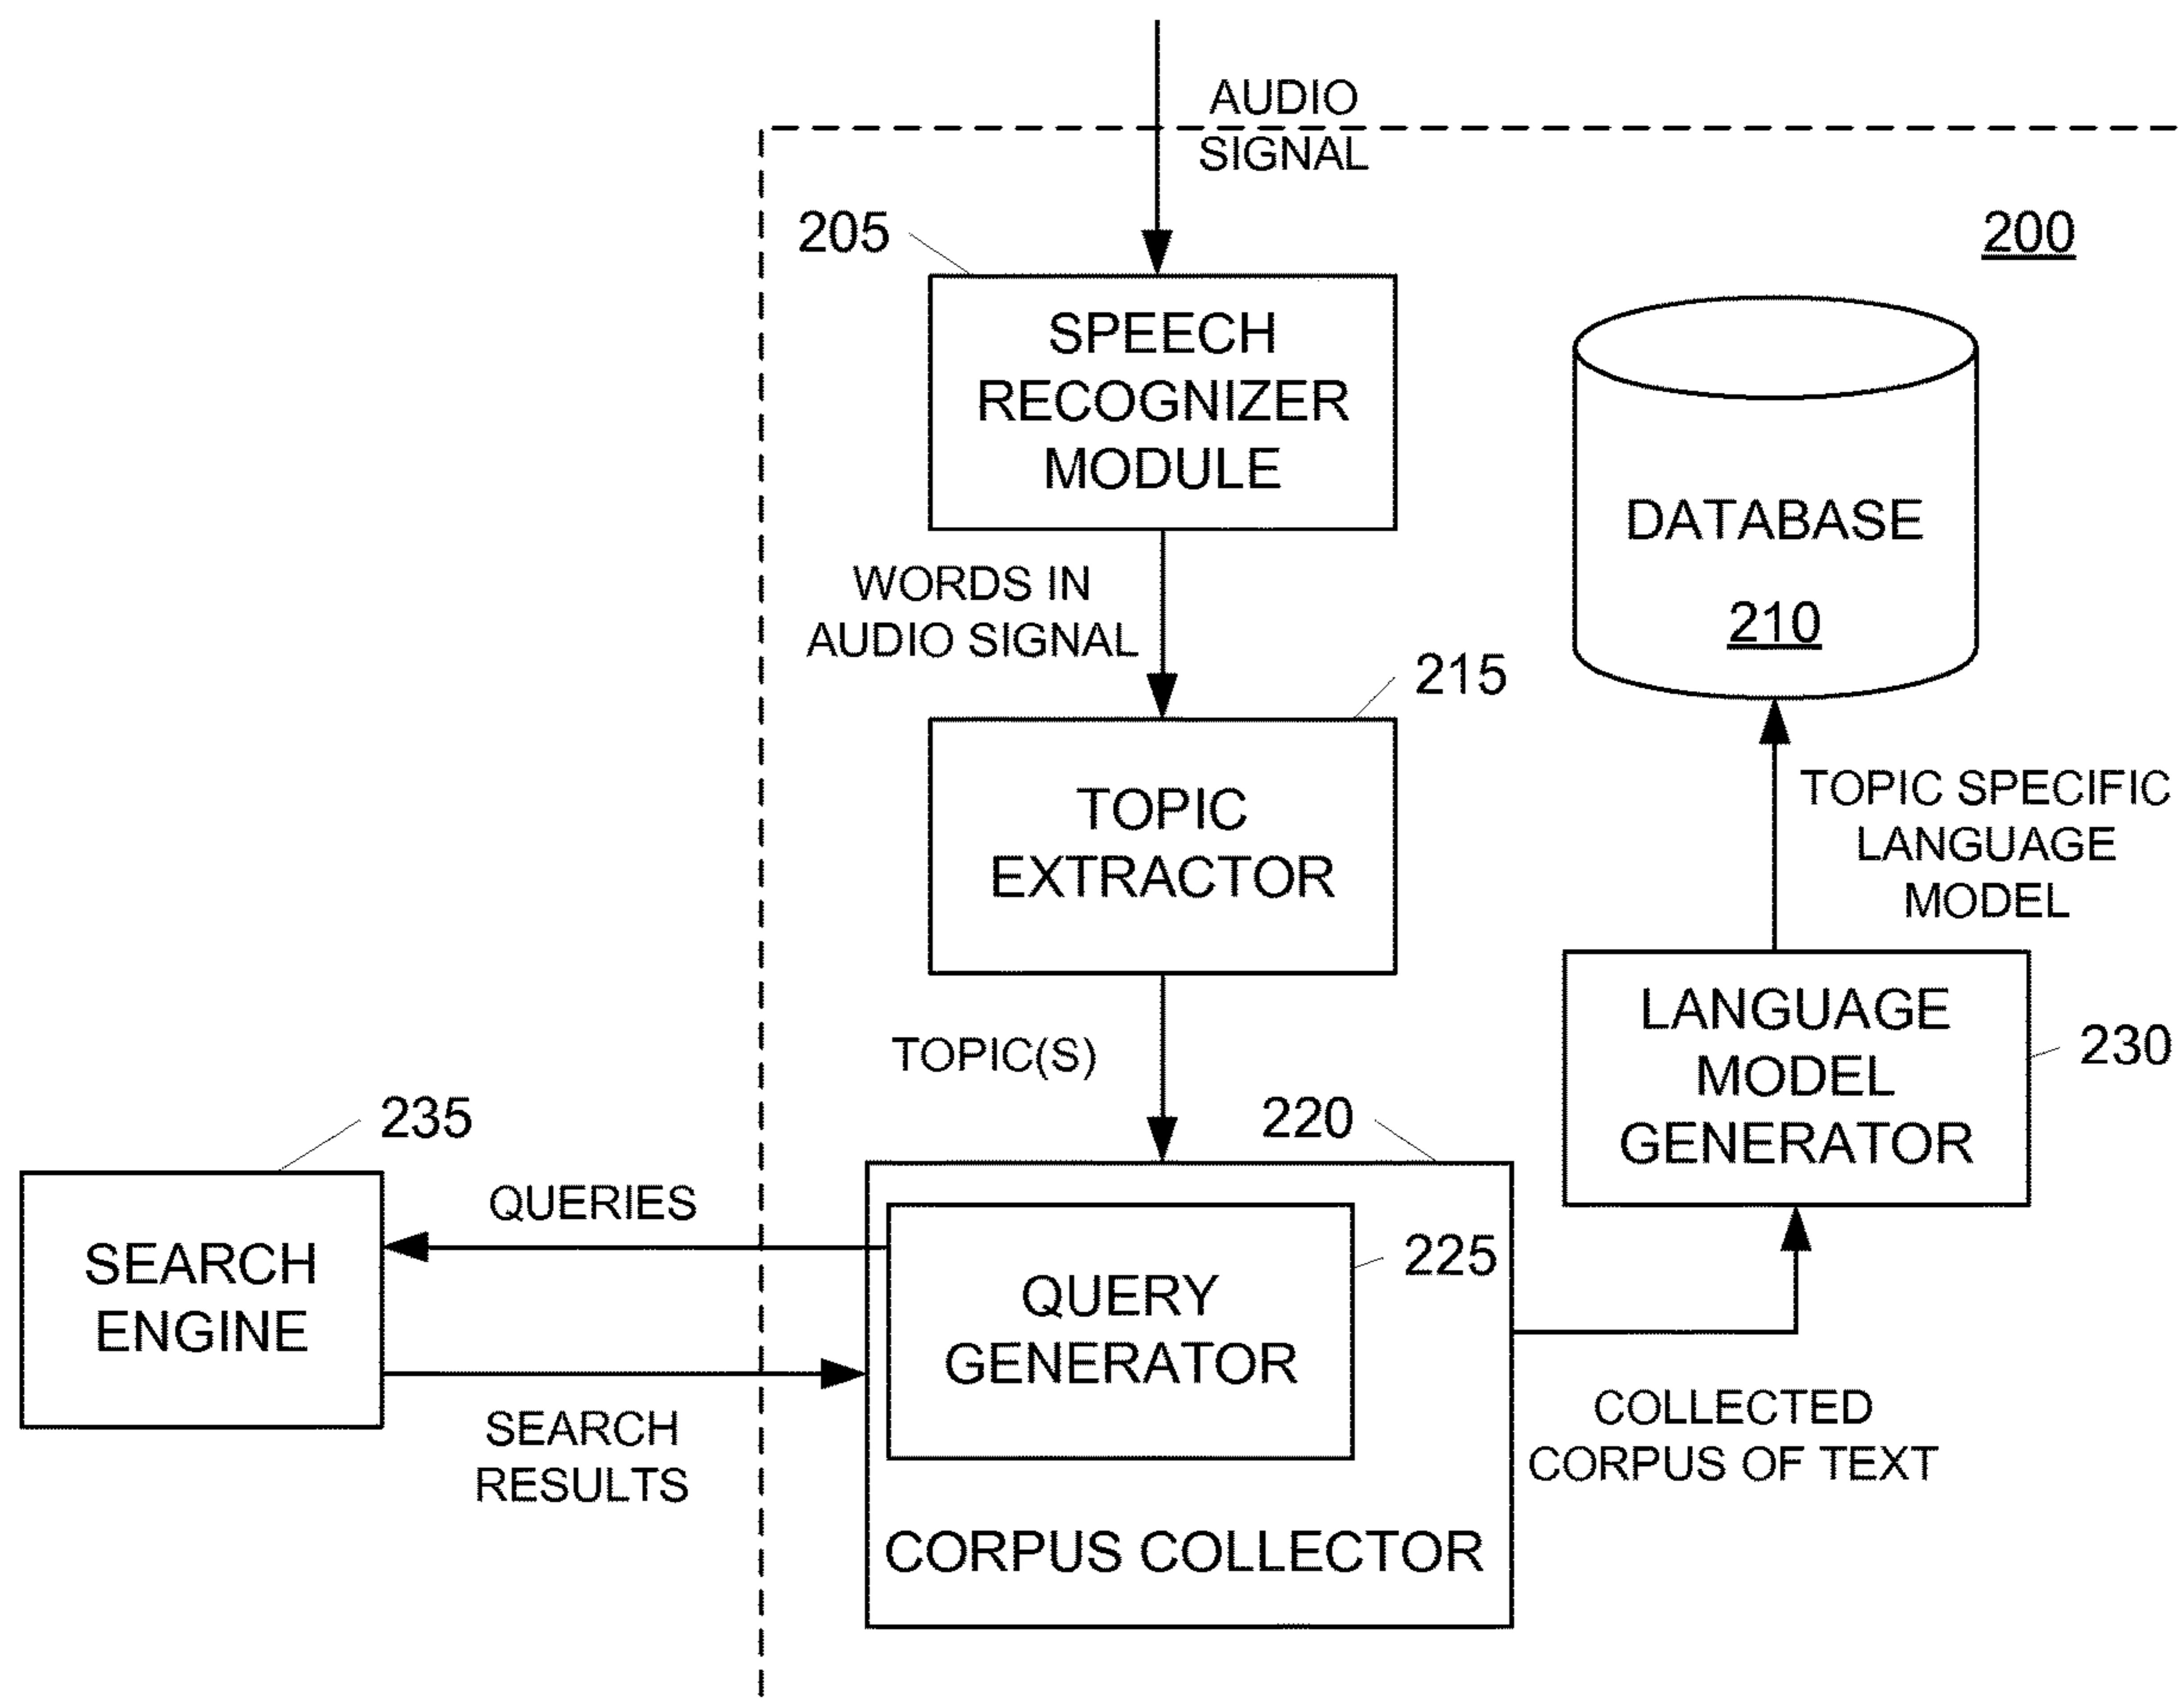 AUDIO
SIGNAL
200
205
SPEECH
RECOGNIZER
MODULE
DATABASE
210
WORDS IN
AUDIO SIGNAL
215
TOPIC
EXTRACTOR
TOPIC SPECIFIC
LANGUAGE
MODEL
TOPIC(S)
LANGUAGE
MODEL
GENERATOR
230
235
220
QUERIES
SEARCH
ENGINE
225
QUERY
GENERATOR
SEARCH
RESULTS
COLLECTED
CORPUS OF TEXT
CORPUS COLLECTOR